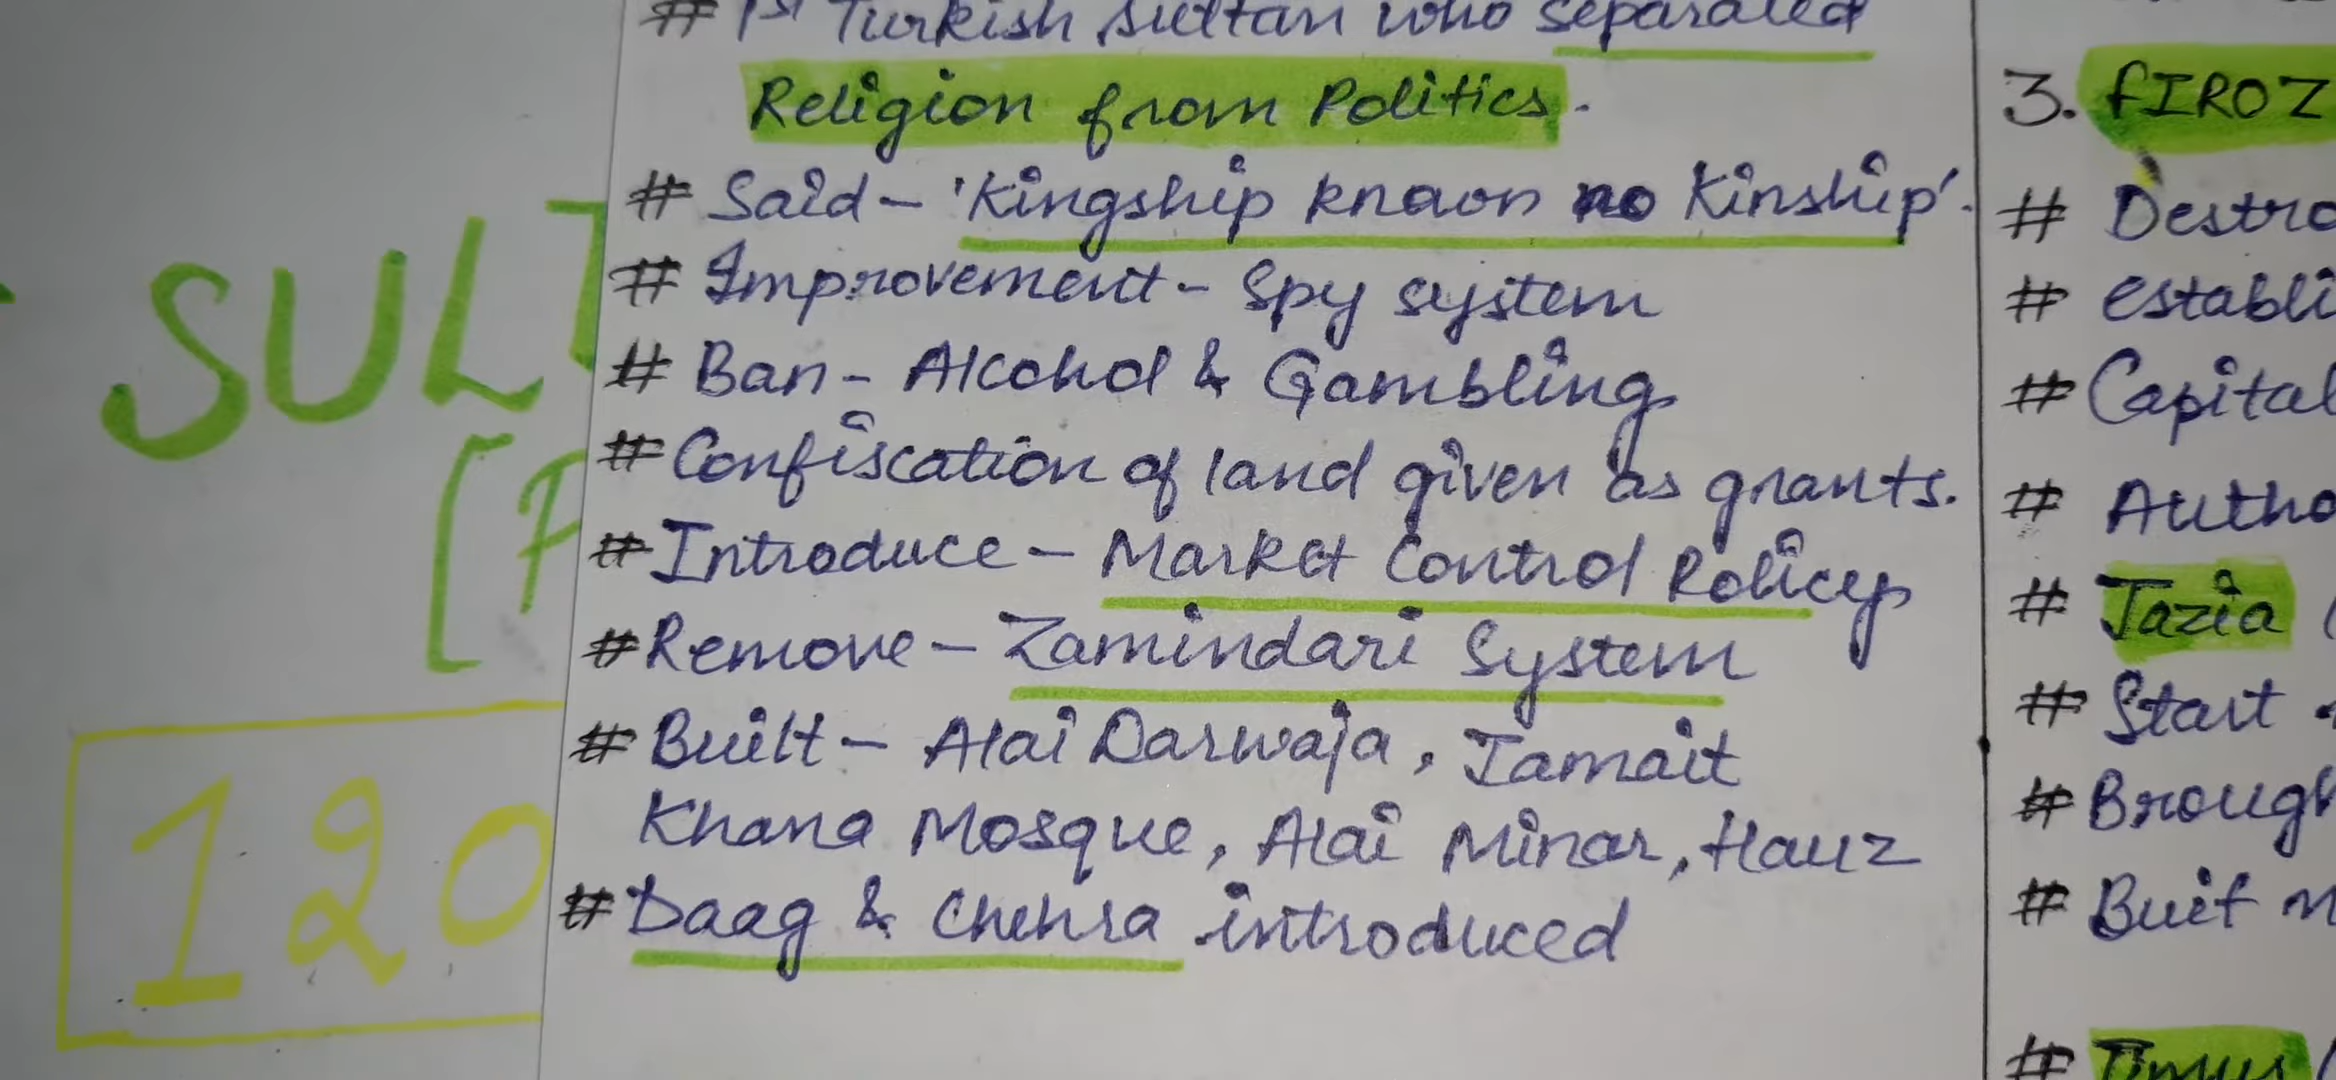 # 1st Turkish Sultan who separated
Religion from Politics.
# Said - 'Kingship knows no Kinship'.
# Improvement - Spy system
# Ban - Alcohol & Gambling
# Confiscation of land given as grants.
# Introduce - Market Control Policy
# Remove - Zamindari System
# Built - Alai Darwaja, Jamait
Khana Mosque, Alai Minar, Hauz
# Daag & Chehra introduced
SULT
[
120
3. FIROZ
# Destro
# Establi
# Capital
# Autho
# Jazia (
# Start
# Brough
# Built
# Timur (